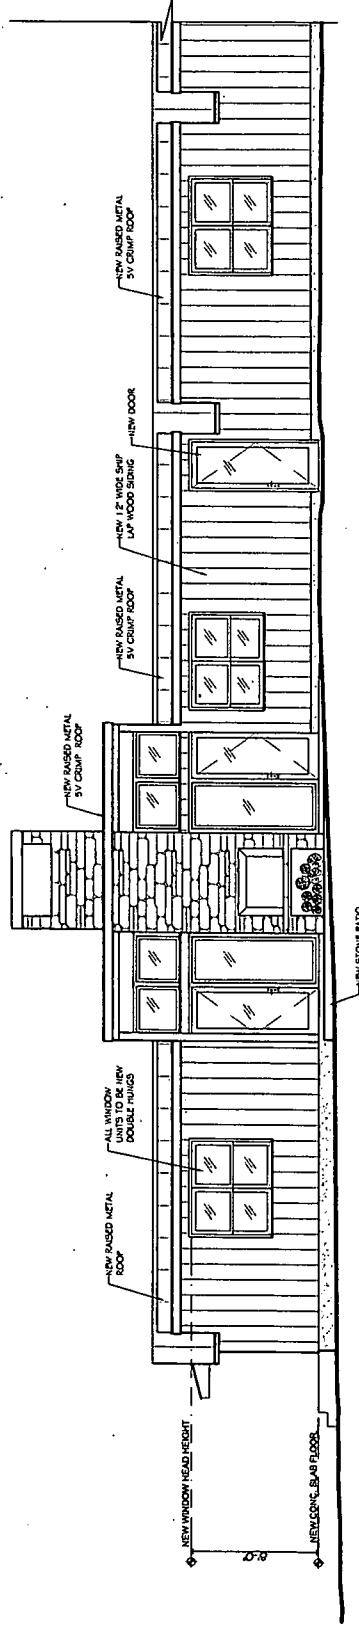 NEW WINDOW HEAD HEIGHT
NEW CONC. SLAB FLOOR
NEW RAISED METAL
ROOF
ALL WINDOW
UNITS TO BE NEW
DOUBLE HUNGS
NEW RAISED METAL
5V CRIMP ROOF
NEW RAISED METAL
5V CRIMP ROOF
NEW 12" WIDE SHIP
LAP WOOD SIDING
NEW DOOR
NEW RAISED METAL
5V CRIMP ROOF
NEW STONE PATIO